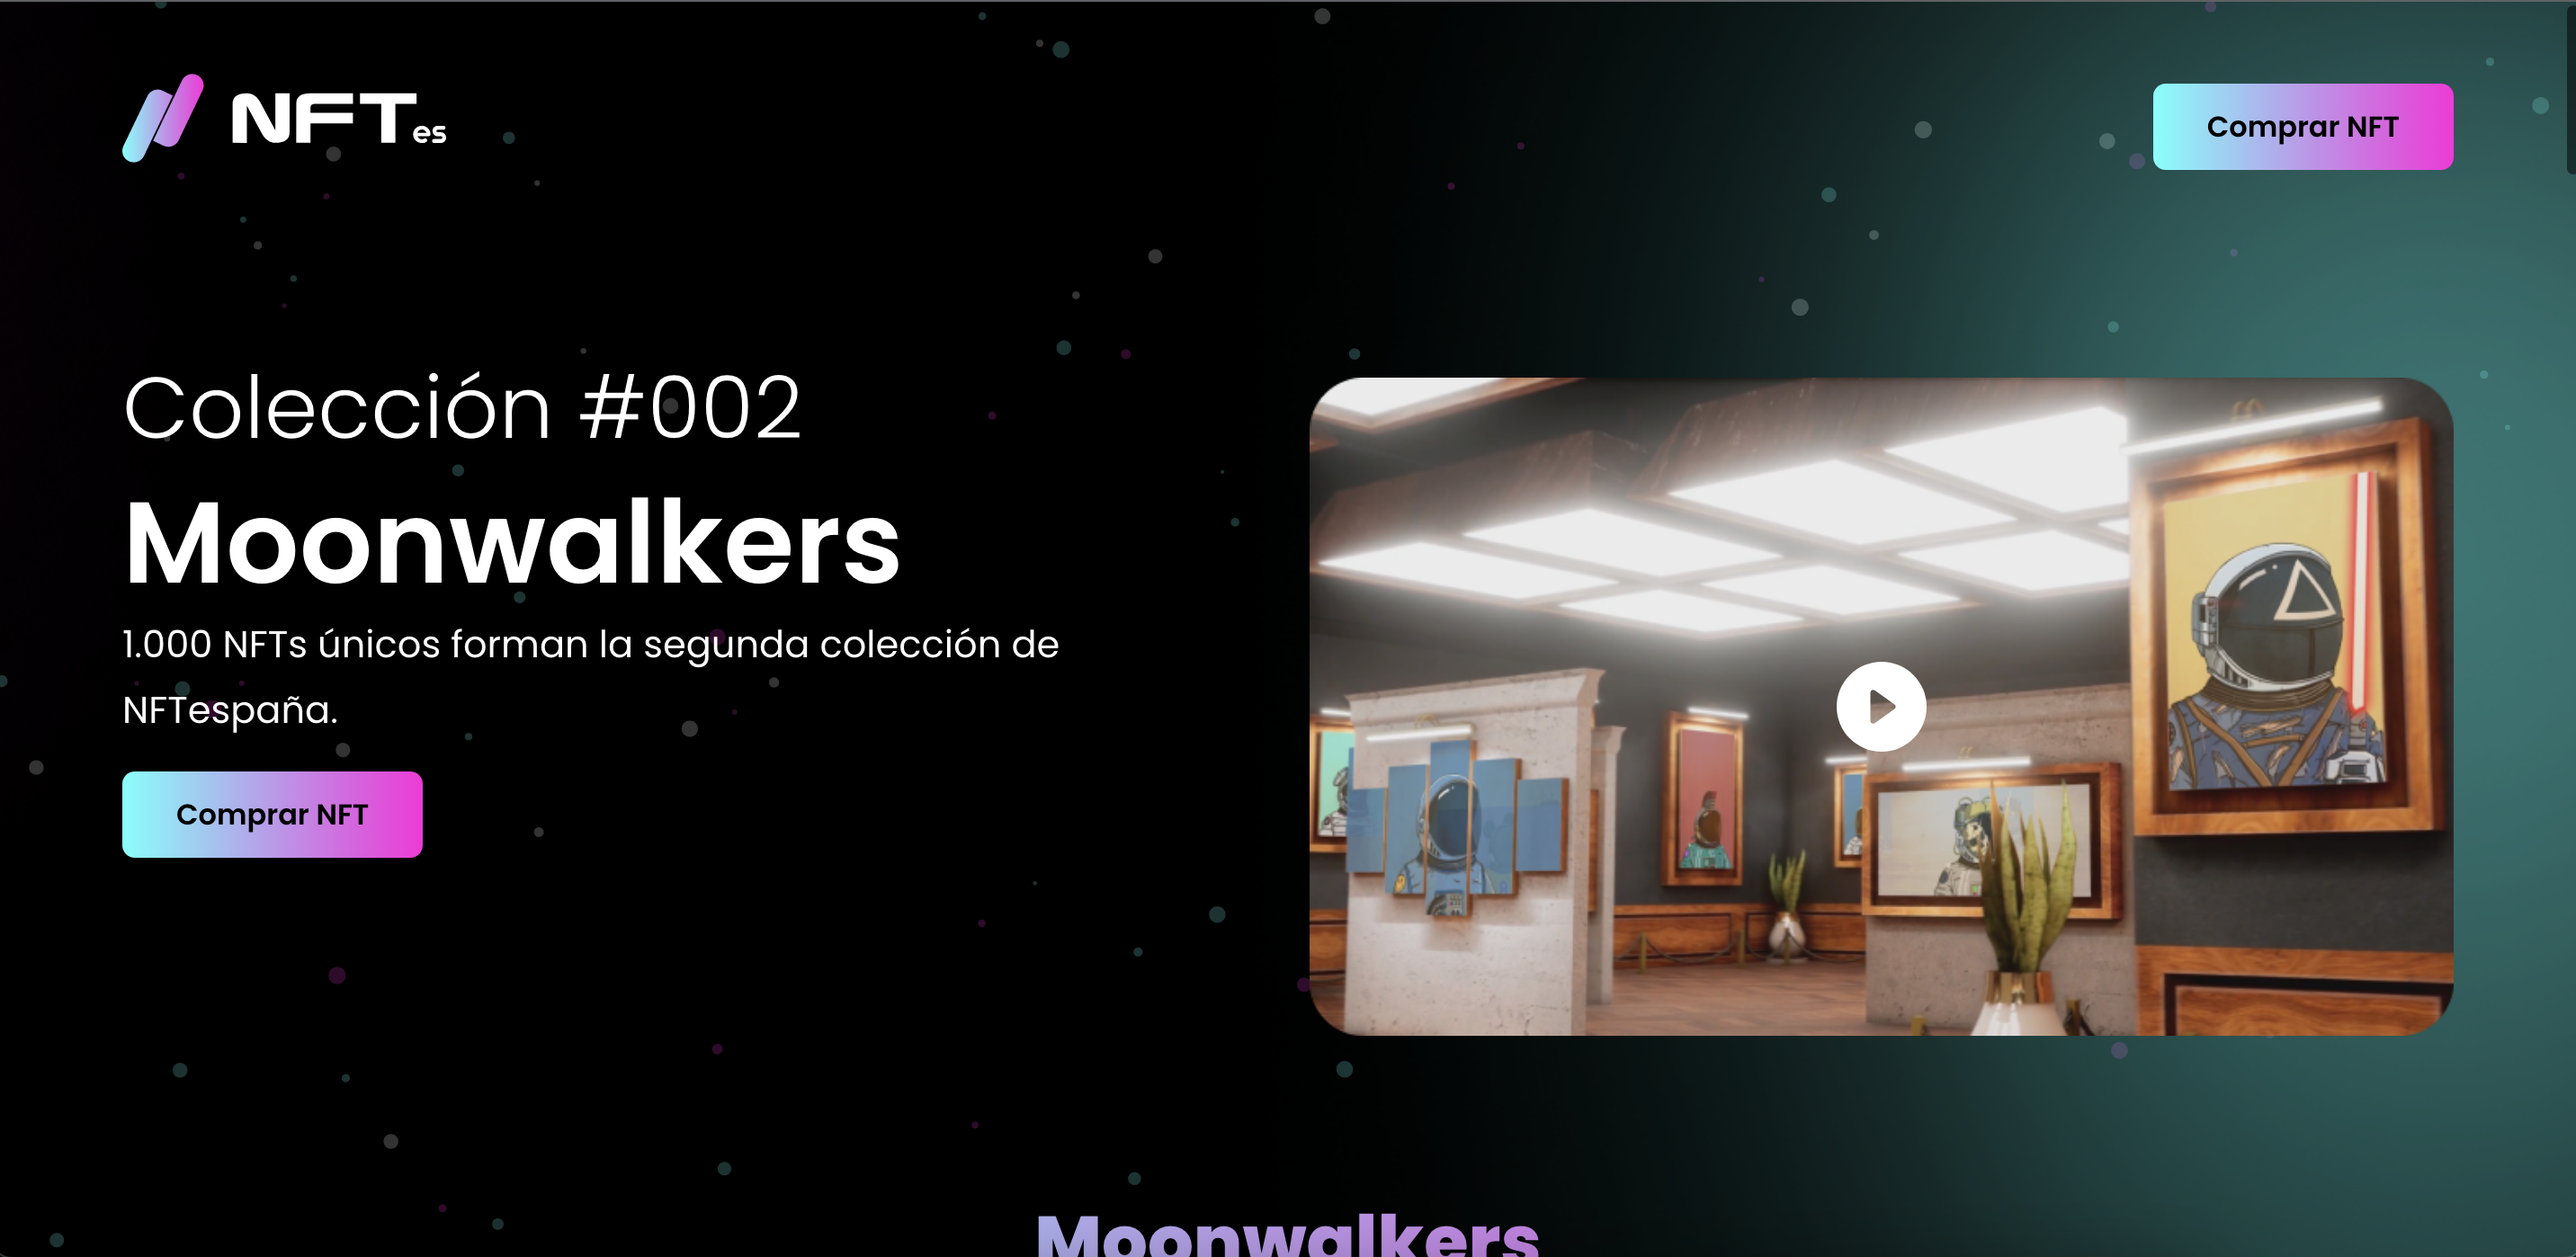 NFTes
Comprar NFT
Colección #002
Moonwalkers
1.000 NFTs únicos forman la segunda colección de
NFTespaña.
Comprar NFT
Moonwalkers